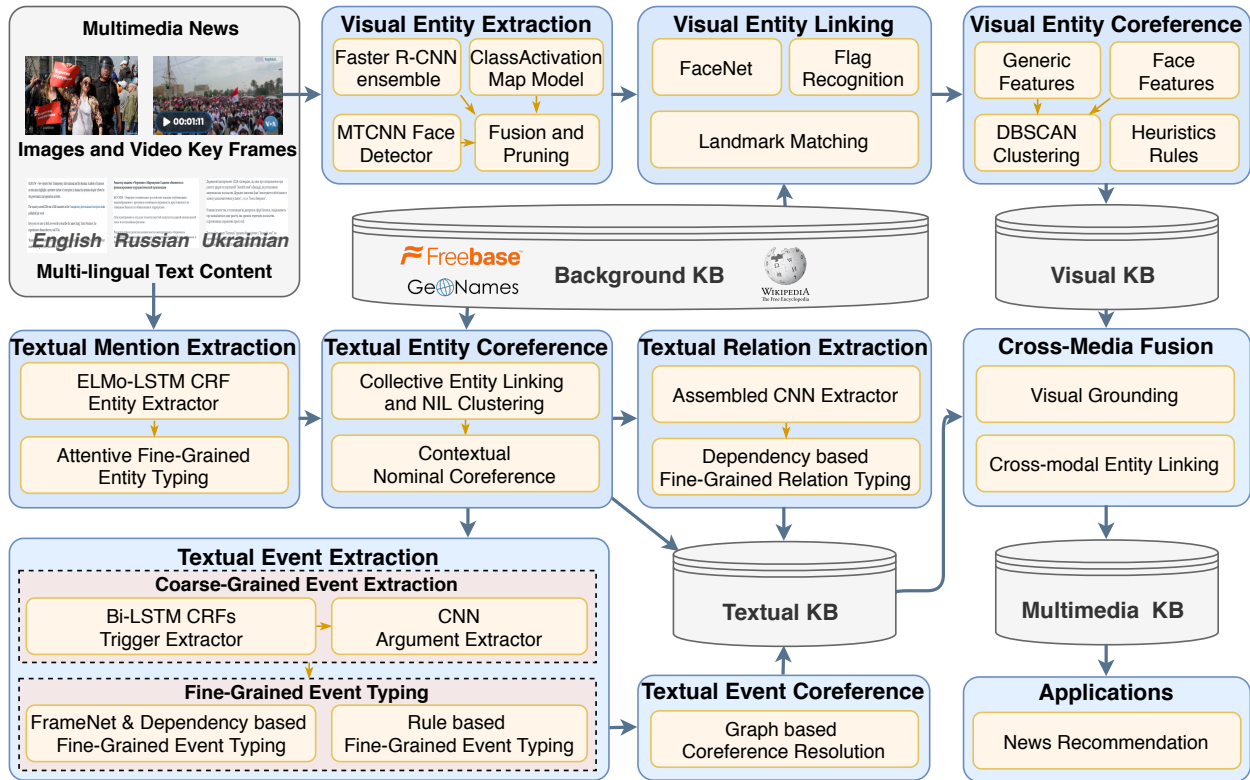 Multimedia News
00:01:11
VOA
Images and Video Key Frames
English Russian Ukrainian
Multi-lingual Text Content
Visual Entity Extraction
Faster R-CNN
ensemble
ClassActivation
Map Model
MTCNN Face
Detector
Fusion and
Pruning
Visual Entity Linking
FaceNet
Flag
Recognition
Landmark Matching
Visual Entity Coreference
Generic
Features
Face
Features
DBSCAN
Clustering
Heuristics
Rules
Freebase
GeoNames
Background KB
WIKIPEDIA
The Free Encyclopedia
Visual KB
Textual Mention Extraction
ELMo-LSTM CRF
Entity Extractor
Attentive Fine-Grained
Entity Typing
Textual Entity Coreference
Collective Entity Linking
and NIL Clustering
Contextual
Nominal Coreference
Textual Relation Extraction
Assembled CNN Extractor
Dependency based
Fine-Grained Relation Typing
Cross-Media Fusion
Visual Grounding
Cross-modal Entity Linking
Textual Event Extraction
Coarse-Grained Event Extraction
Bi-LSTM CRFs
Trigger Extractor
CNN
Argument Extractor
Fine-Grained Event Typing
FrameNet & Dependency based
Fine-Grained Event Typing
Rule based
Fine-Grained Event Typing
Textual KB
Multimedia KB
Textual Event Coreference
Graph based
Coreference Resolution
Applications
News Recommendation